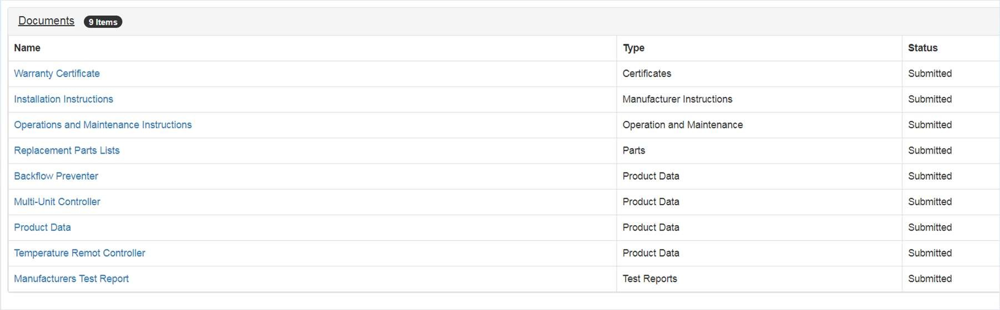 Documents 9 Items
Name Type Status
Warranty Certificate Certificates Submitted
Installation Instructions Manufacturer Instructions Submitted
Operations and Maintenance Instructions Operation and Maintenance Submitted
Replacement Parts Lists Parts Submitted
Backflow Preventer Product Data Submitted
Multi-Unit Controller Product Data Submitted
Product Data Product Data Submitted
Temperature Remot Controller Product Data Submitted
Manufacturers Test Report Test Reports Submitted